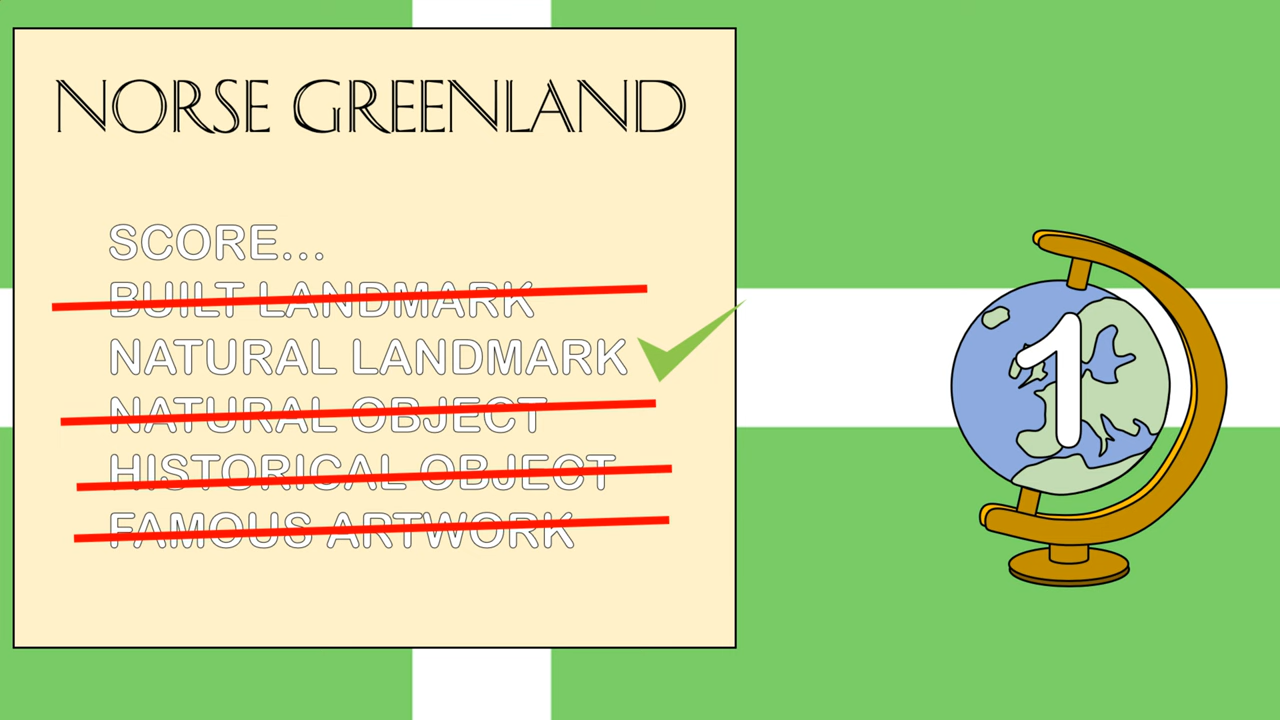 NORSE GREENLAND
SCORE...
BUILT LANDMARK
NATURAL LANDMARK
NATURAL OBJECT
HISTORICAL OBJECT
FAMOUS ARTWORK
1